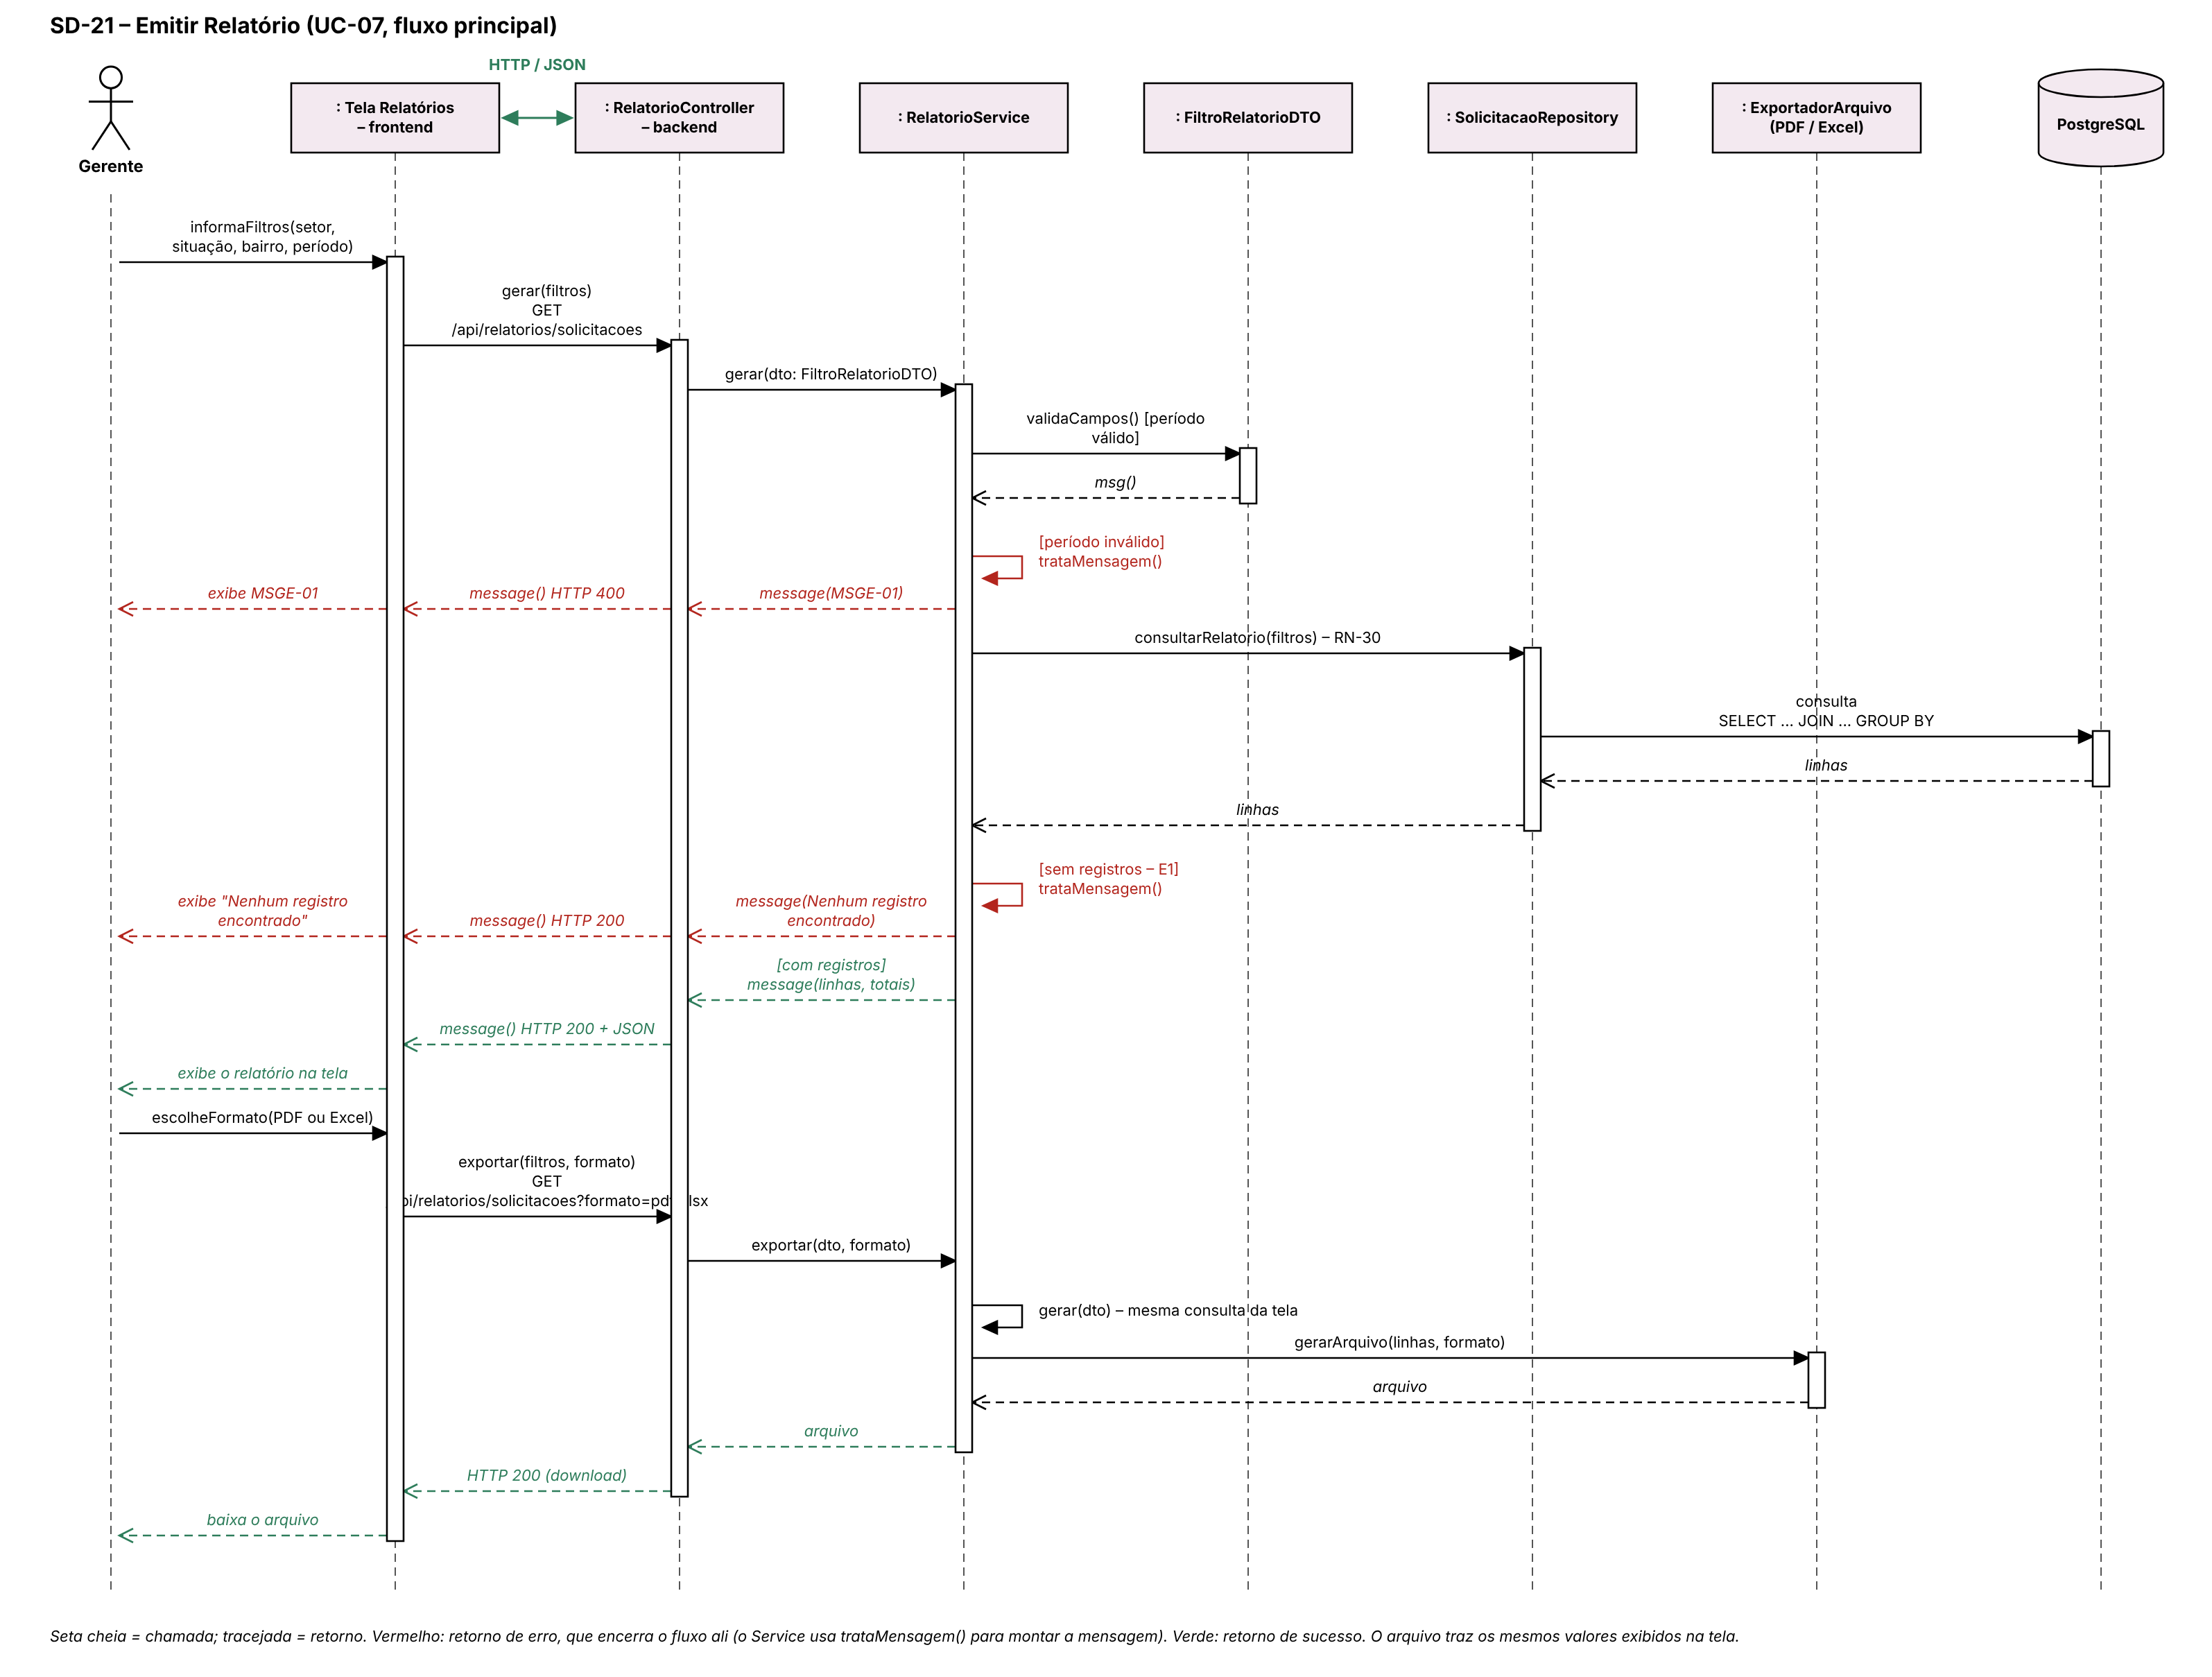 SD-21 – Emitir Relatório (UC-07, fluxo principal)
HTTP / JSON
Gerente
: Tela Relatórios
– frontend
: RelatorioController
– backend
: RelatorioService
: FiltroRelatorioDTO
: SolicitacaoRepository
: ExportadorArquivo
(PDF / Excel)
PostgreSQL
informaFiltros(setor,
situação, bairro, período)
gerar(filtros)
GET
/api/relatorios/solicitacoes
gerar(dto: FiltroRelatorioDTO)
validaCampos() [período
válido]
msg()
[período inválido]
trataMensagem()
exibe MSGE-01
message() HTTP 400
message(MSGE-01)
consultarRelatorio(filtros) – RN-30
consulta
SELECT ... JOIN ... GROUP BY
linhas
linhas
[sem registros – E1]
trataMensagem()
exibe "Nenhum registro
encontrado"
message() HTTP 200
message(Nenhum registro
encontrado)
[com registros]
message(linhas, totais)
message() HTTP 200 + JSON
exibe o relatório na tela
escolheFormato(PDF ou Excel)
exportar(filtros, formato)
GET
pi/relatorios/solicitacoes?formato=pd lsx
exportar(dto, formato)
gerar(dto) – mesma consulta da tela
gerarArquivo(linhas, formato)
arquivo
arquivo
HTTP 200 (download)
baixa o arquivo
Seta cheia = chamada; tracejada = retorno. Vermelho: retorno de erro, que encerra o fluxo ali (o Service usa trataMensagem() para montar a mensagem). Verde: retorno de sucesso. O arquivo traz os mesmos valores exibidos na tela.